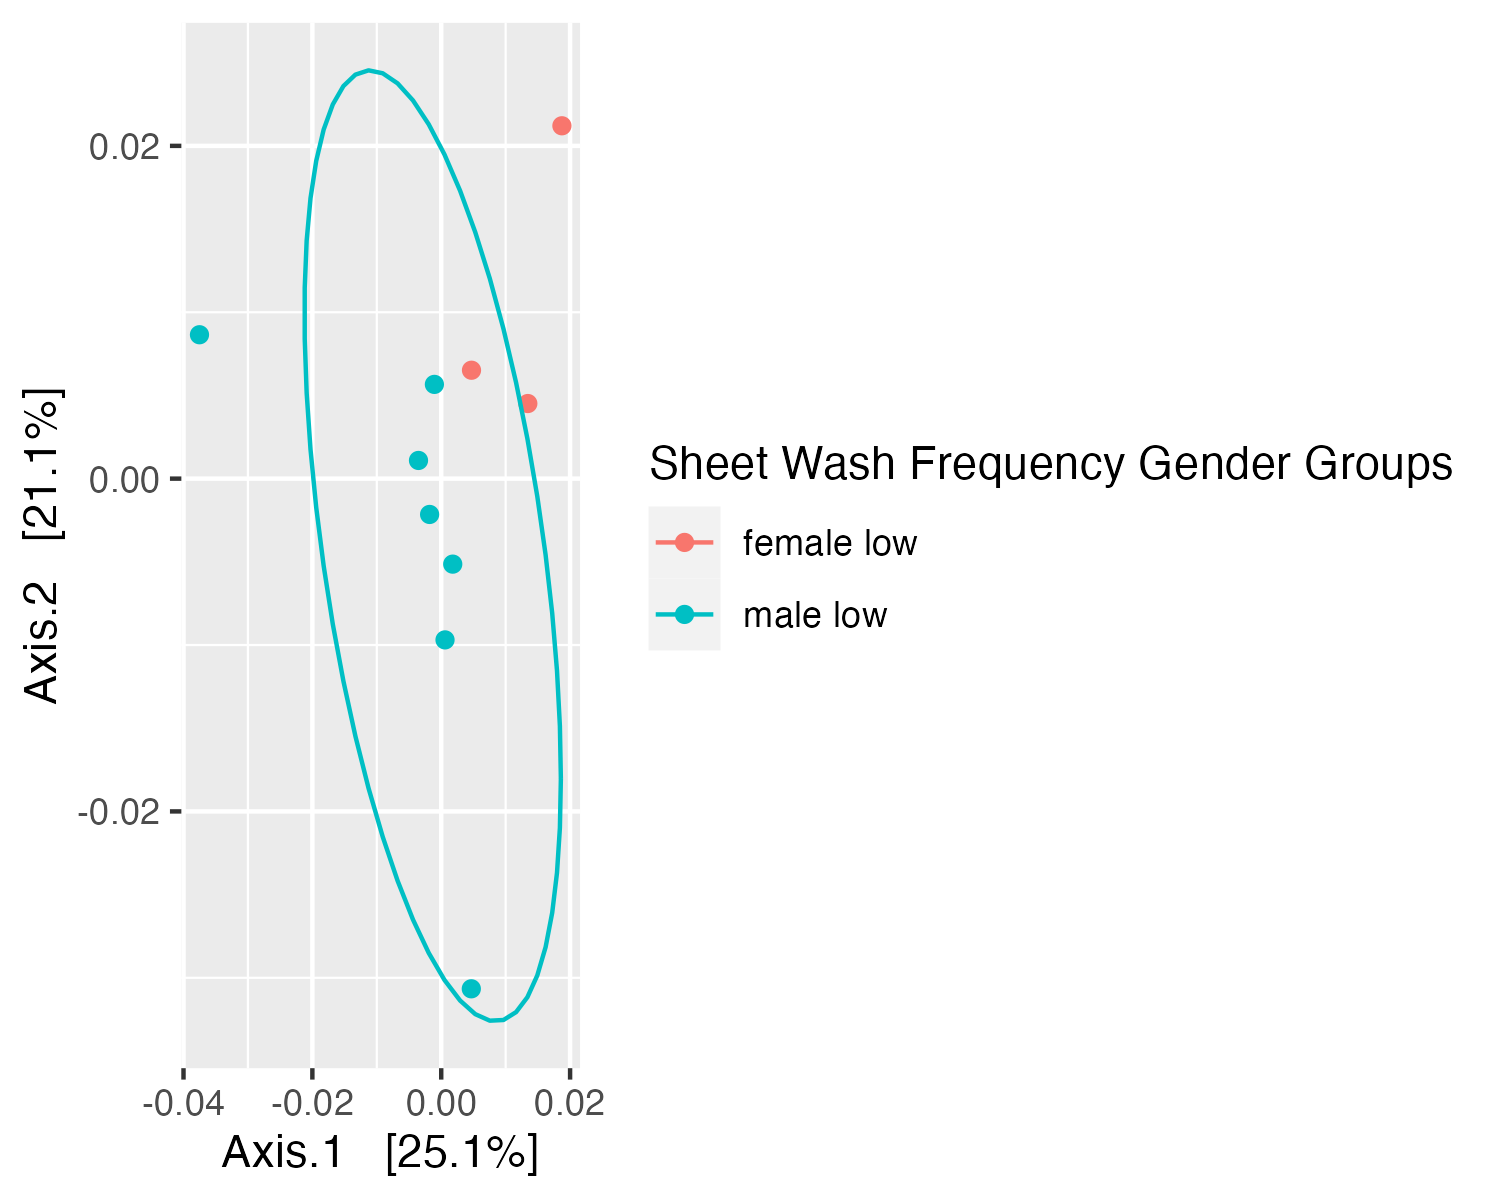 0.02
0.00
-0.02
Axis.2 [21.1%]
-0.04
-0.02
0.00
0.02
Axis.1 [25.1%]
Sheet Wash Frequency Gender Groups
female low
male low